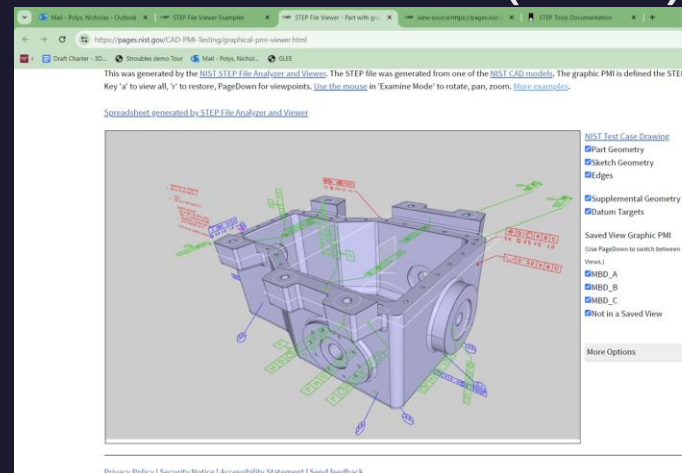 Mail - Polys, Nicholas - Outlook
STEP File Viewer Examples
STEP File Viewer - Part with gra
view-source:https://pages.nist.g
STEP Tools Documentation
https://pages.nist.gov/CAD-PMI-Testing/graphical-pmi-viewer.html
r
Draft Charter - 3D...
Stroubles demo Tour
Mail - Polys, Nichol...
GLEE
This was generated by the NIST STEP File Analyzer and Viewer. The STEP file was generated from one of the NIST CAD models. The graphic PMI is defined the STEP
Key 'a' to view all, 'r' to restore, PageDown for viewpoints. Use the mouse in 'Examine Mode' to rotate, pan, zoom. More examples.
Spreadsheet generated by STEP File Analyzer and Viewer
NIST Test Case Drawing
Part Geometry
Sketch Geometry
Edges
Supplemental Geometry
Datum Targets
Saved View Graphic PMI
(Use PageDown to switch between
Views.)
MBD_A
MBD_B
MBD_C
Not in a Saved View
More Options
Privacy Policy | Security Notice | Accessibility Statement | Send feedback